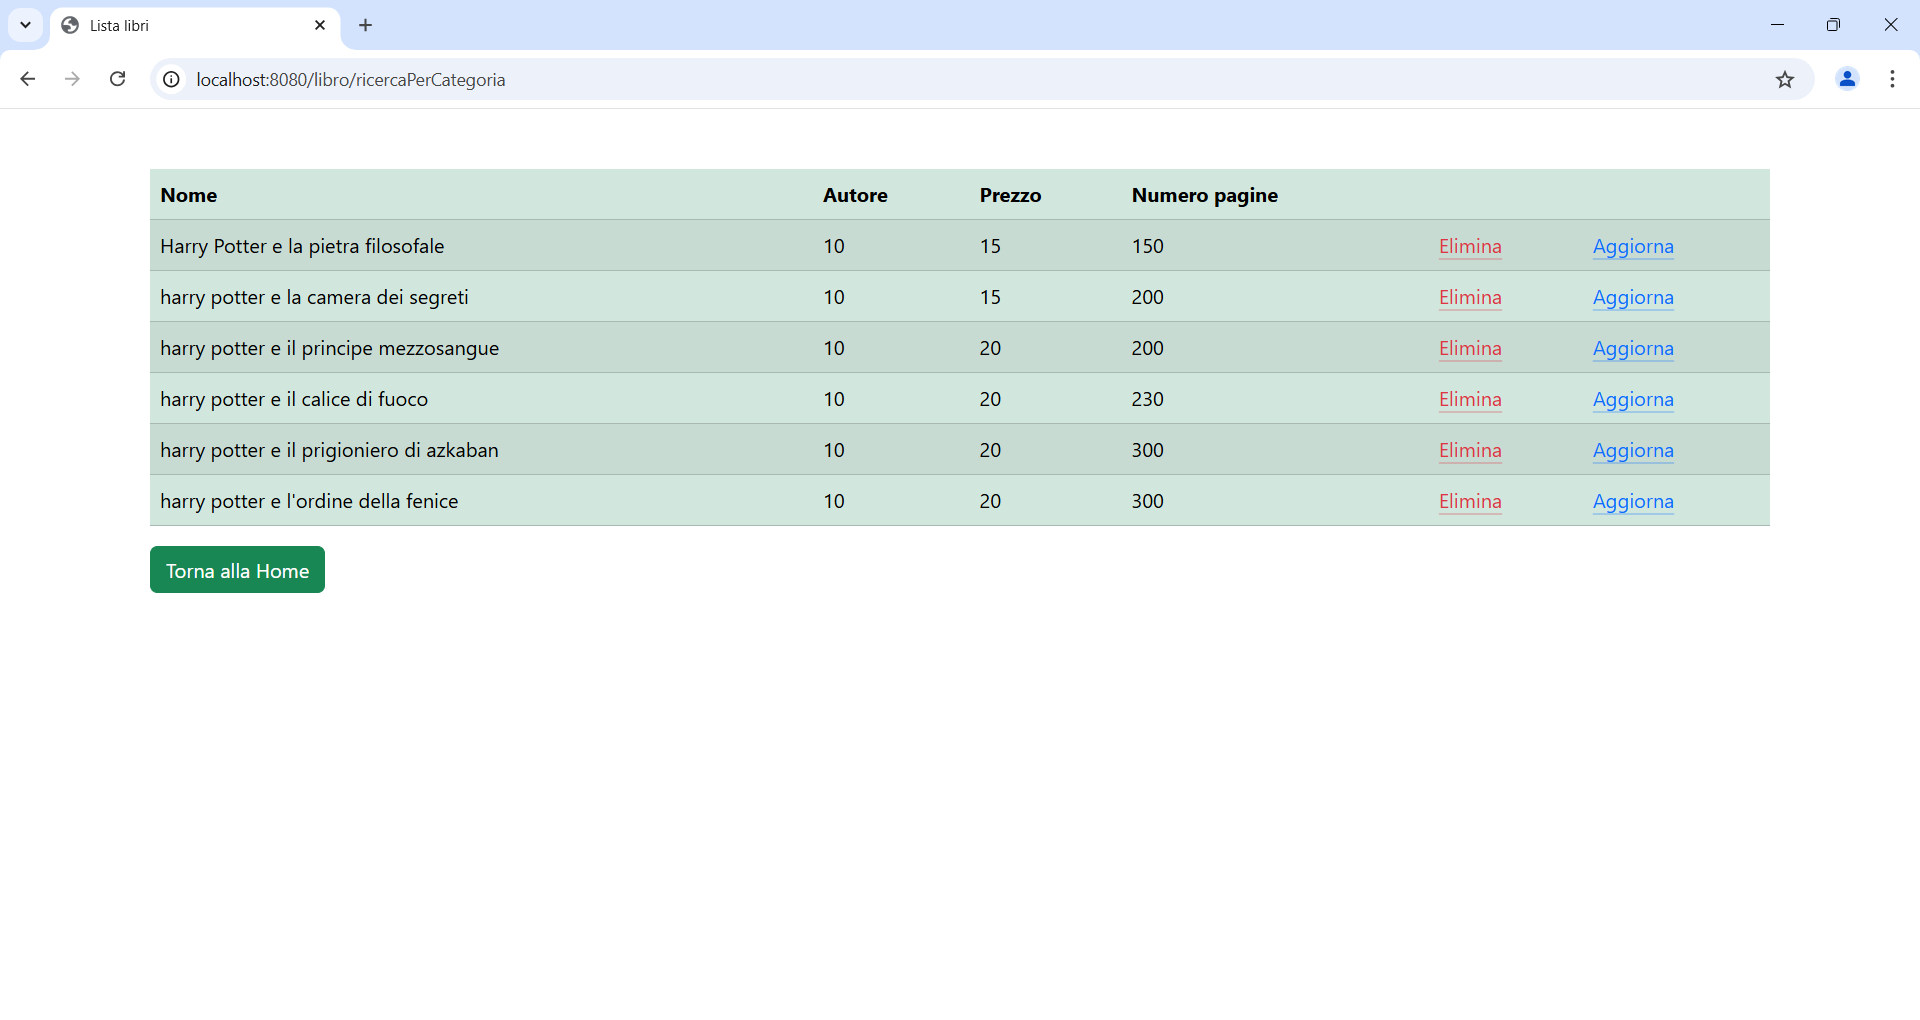 Lista libri
localhost:8080/libro/ricercaPerCategoria
Nome Autore Prezzo Numero pagine
Harry Potter e la pietra filosofale 10 15 150 Elimina Aggiorna
harry potter e la camera dei segreti 10 15 200 Elimina Aggiorna
harry potter e il principe mezzosangue 10 20 200 Elimina Aggiorna
harry potter e il calice di fuoco 10 20 230 Elimina Aggiorna
harry potter e il prigioniero di azkaban 10 20 300 Elimina Aggiorna
harry potter e l'ordine della fenice 10 20 300 Elimina Aggiorna
Torna alla Home